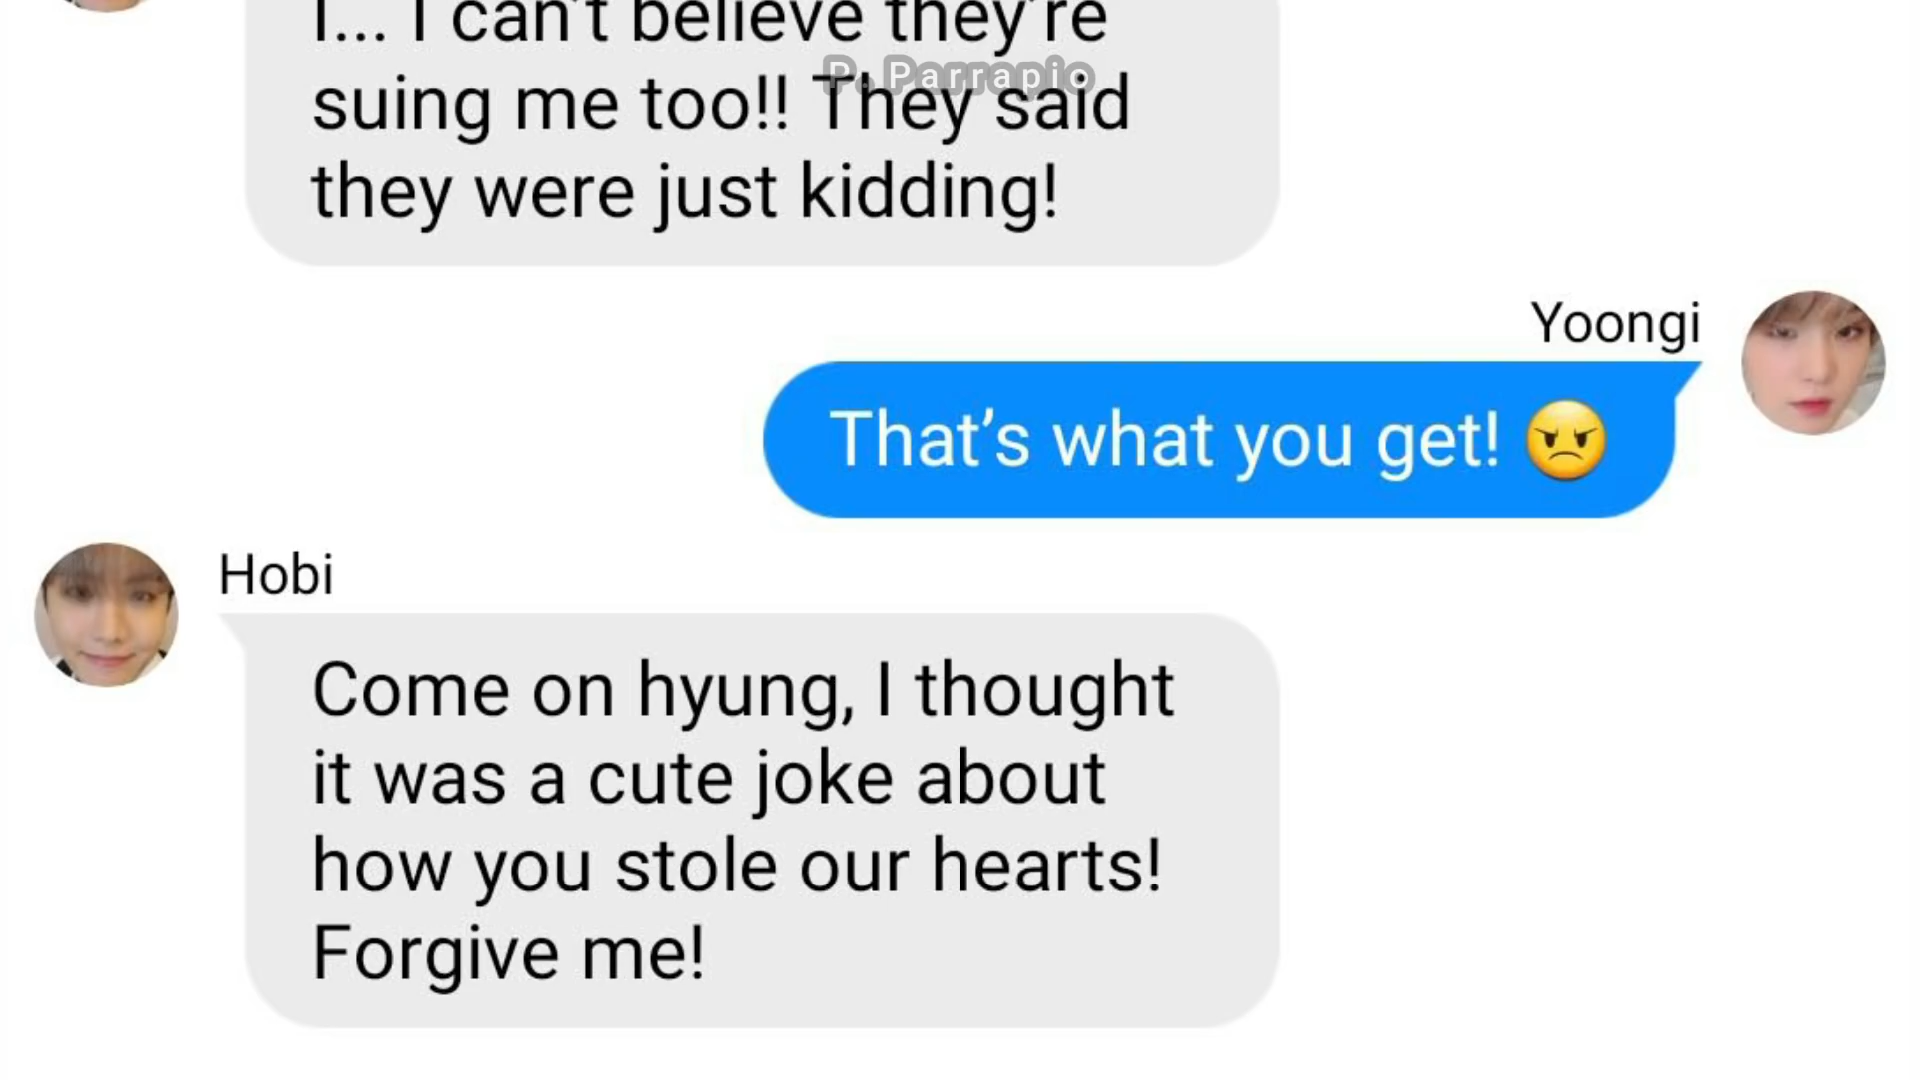 I... I can't believe they're
P. Parrapio
suing me too!! They said
they were just kidding!
Yoongi
That’s what you get! 😠
Hobi
Come on hyung, I thought
it was a cute joke about
how you stole our hearts!
Forgive me!